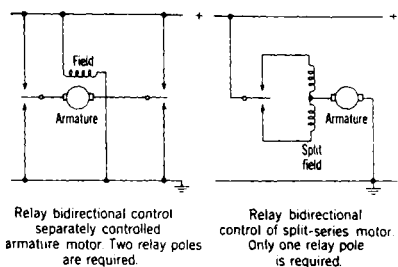 +
+
Field
Armature
Armature
Split
field
Relay bidirectional control
separately controlled
armature motor. Two relay poles
are required.
Relay bidirectional
control of split-series motor.
Only one relay pole
is required.